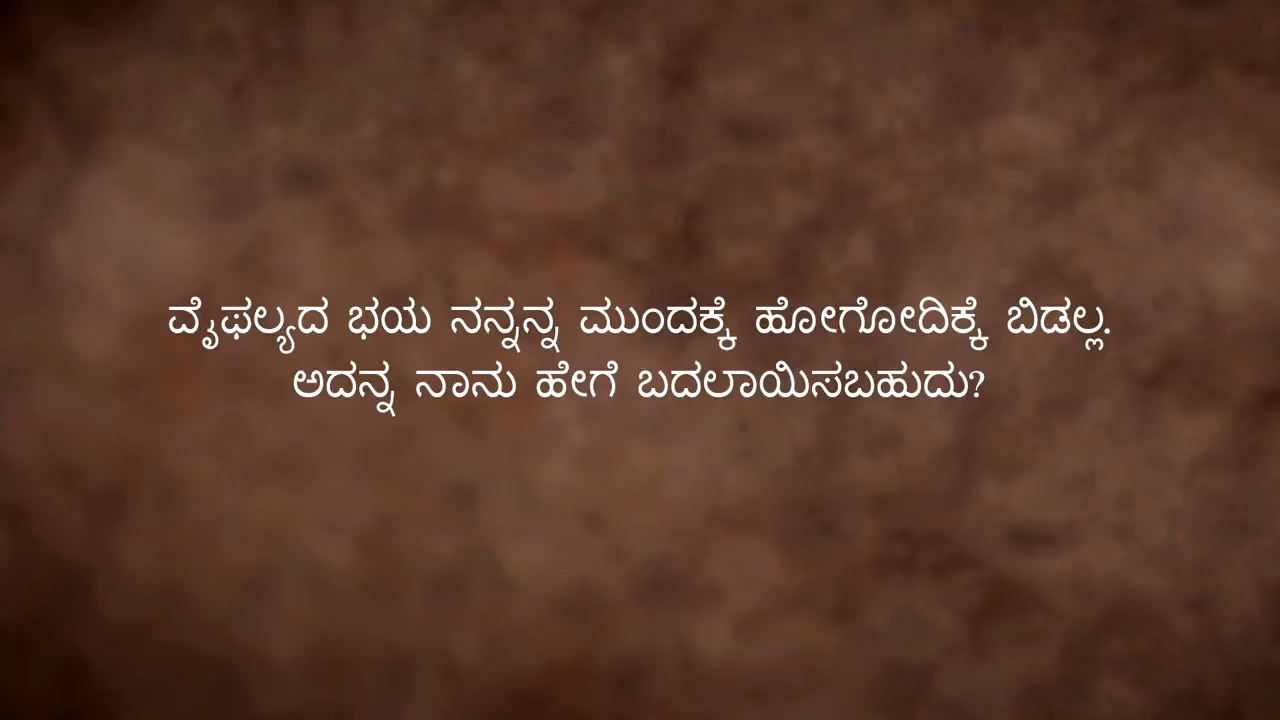 ವೈಫಲ್ಯದ ಭಯ ನನ್ನನ್ನ ಮುಂದಕ್ಕೆ ಹೋಗೋದಿಕ್ಕೆ ಬಿಡಲ್ಲ.
ಅದನ್ನ ನಾನು ಹೇಗೆ ಬದಲಾಯಿಸಬಹುದು?